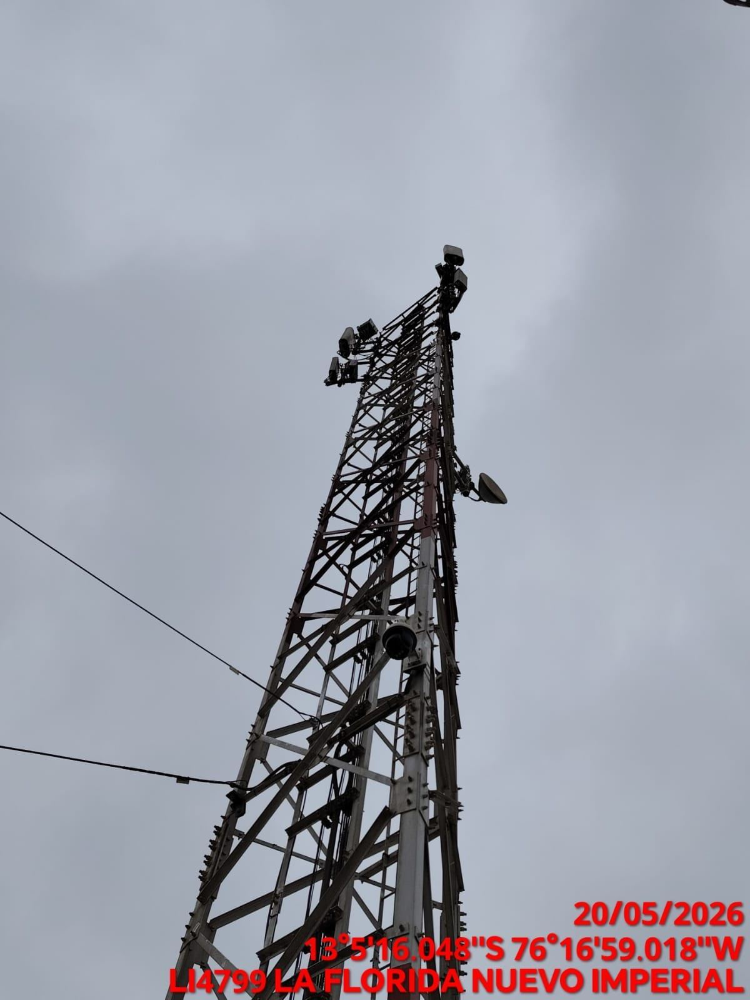 20/05/2026
13°5'16.048"S 76°16'59.018"W
LI4799 LA FLORIDA NUEVO IMPERIAL